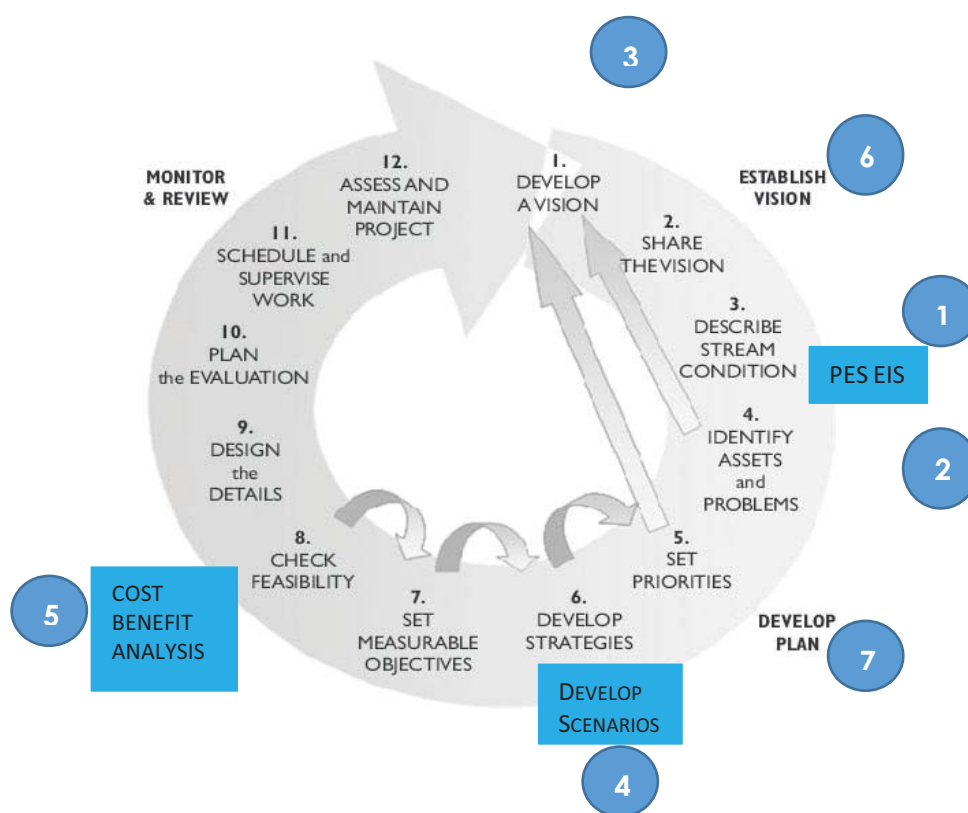 3
6
MONITOR
& REVIEW
12.
ASSESS AND
MAINTAIN
PROJECT
1.
DEVELOP
A VISION
ESTABLISH
VISION
2.
SHARE
THE VISION
11.
SCHEDULE and
SUPERVISE
WORK
3.
DESCRIBE
STREAM
CONDITION
1
PES EIS
10.
PLAN
the EVALUATION
4.
IDENTIFY
ASSETS
and
PROBLEMS
2
9.
DESIGN
the
DETAILS
5.
SET
PRIORITIES
8.
CHECK
FEASIBILITY
7.
SET
MEASURABLE
OBJECTIVES
6.
DEVELOP
STRATEGIES
5
COST
BENEFIT
ANALYSIS
DEVELOP
PLAN
7
DEVELOP
SCENARIOS
4